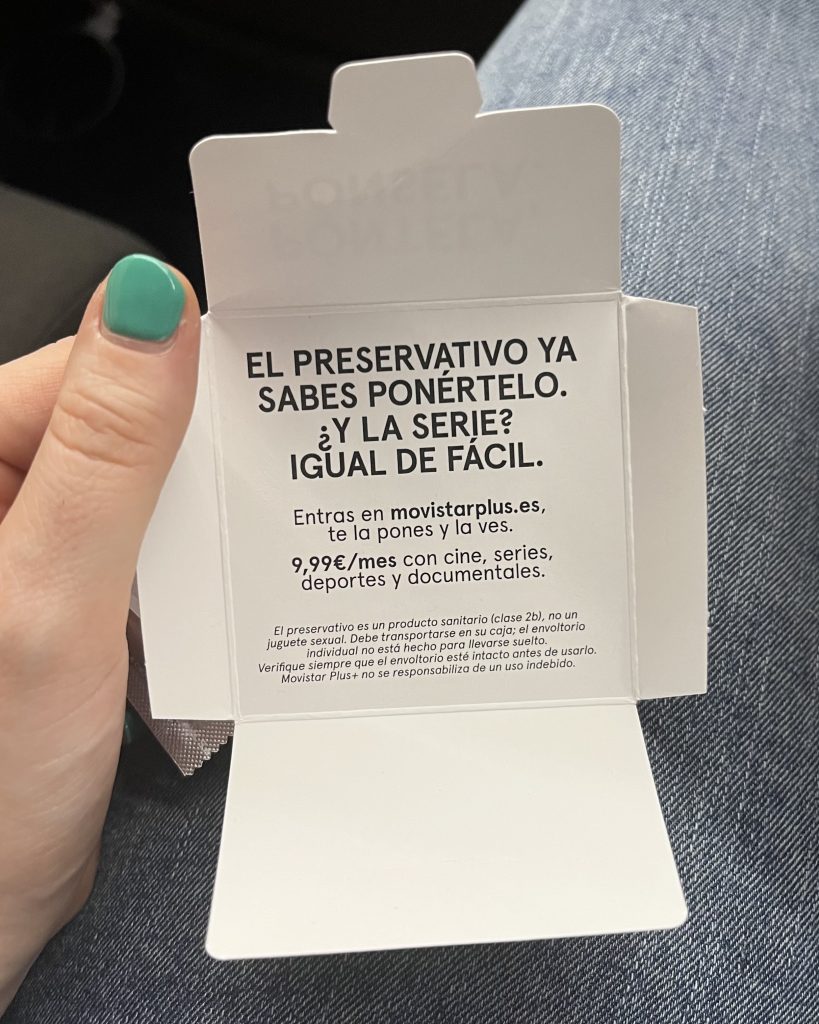 PÓNTELA,
PÓNSELA.
EL PRESERVATIVO YA
SABES PONÉRTELO.
¿Y LA SERIE?
IGUAL DE FÁCIL.
Entras en movistarplus.es,
te la pones y la ves.
9,99€/mes con cine, series,
deportes y documentales.
El preservativo es un producto sanitario (clase 2b), no un
juguete sexual. Debe transportarse en su caja; el envoltorio
individual no está hecho para llevarse suelto.
Verifique siempre que el envoltorio esté intacto antes de usarlo.
Movistar Plus+ no se responsabiliza de un uso indebido.